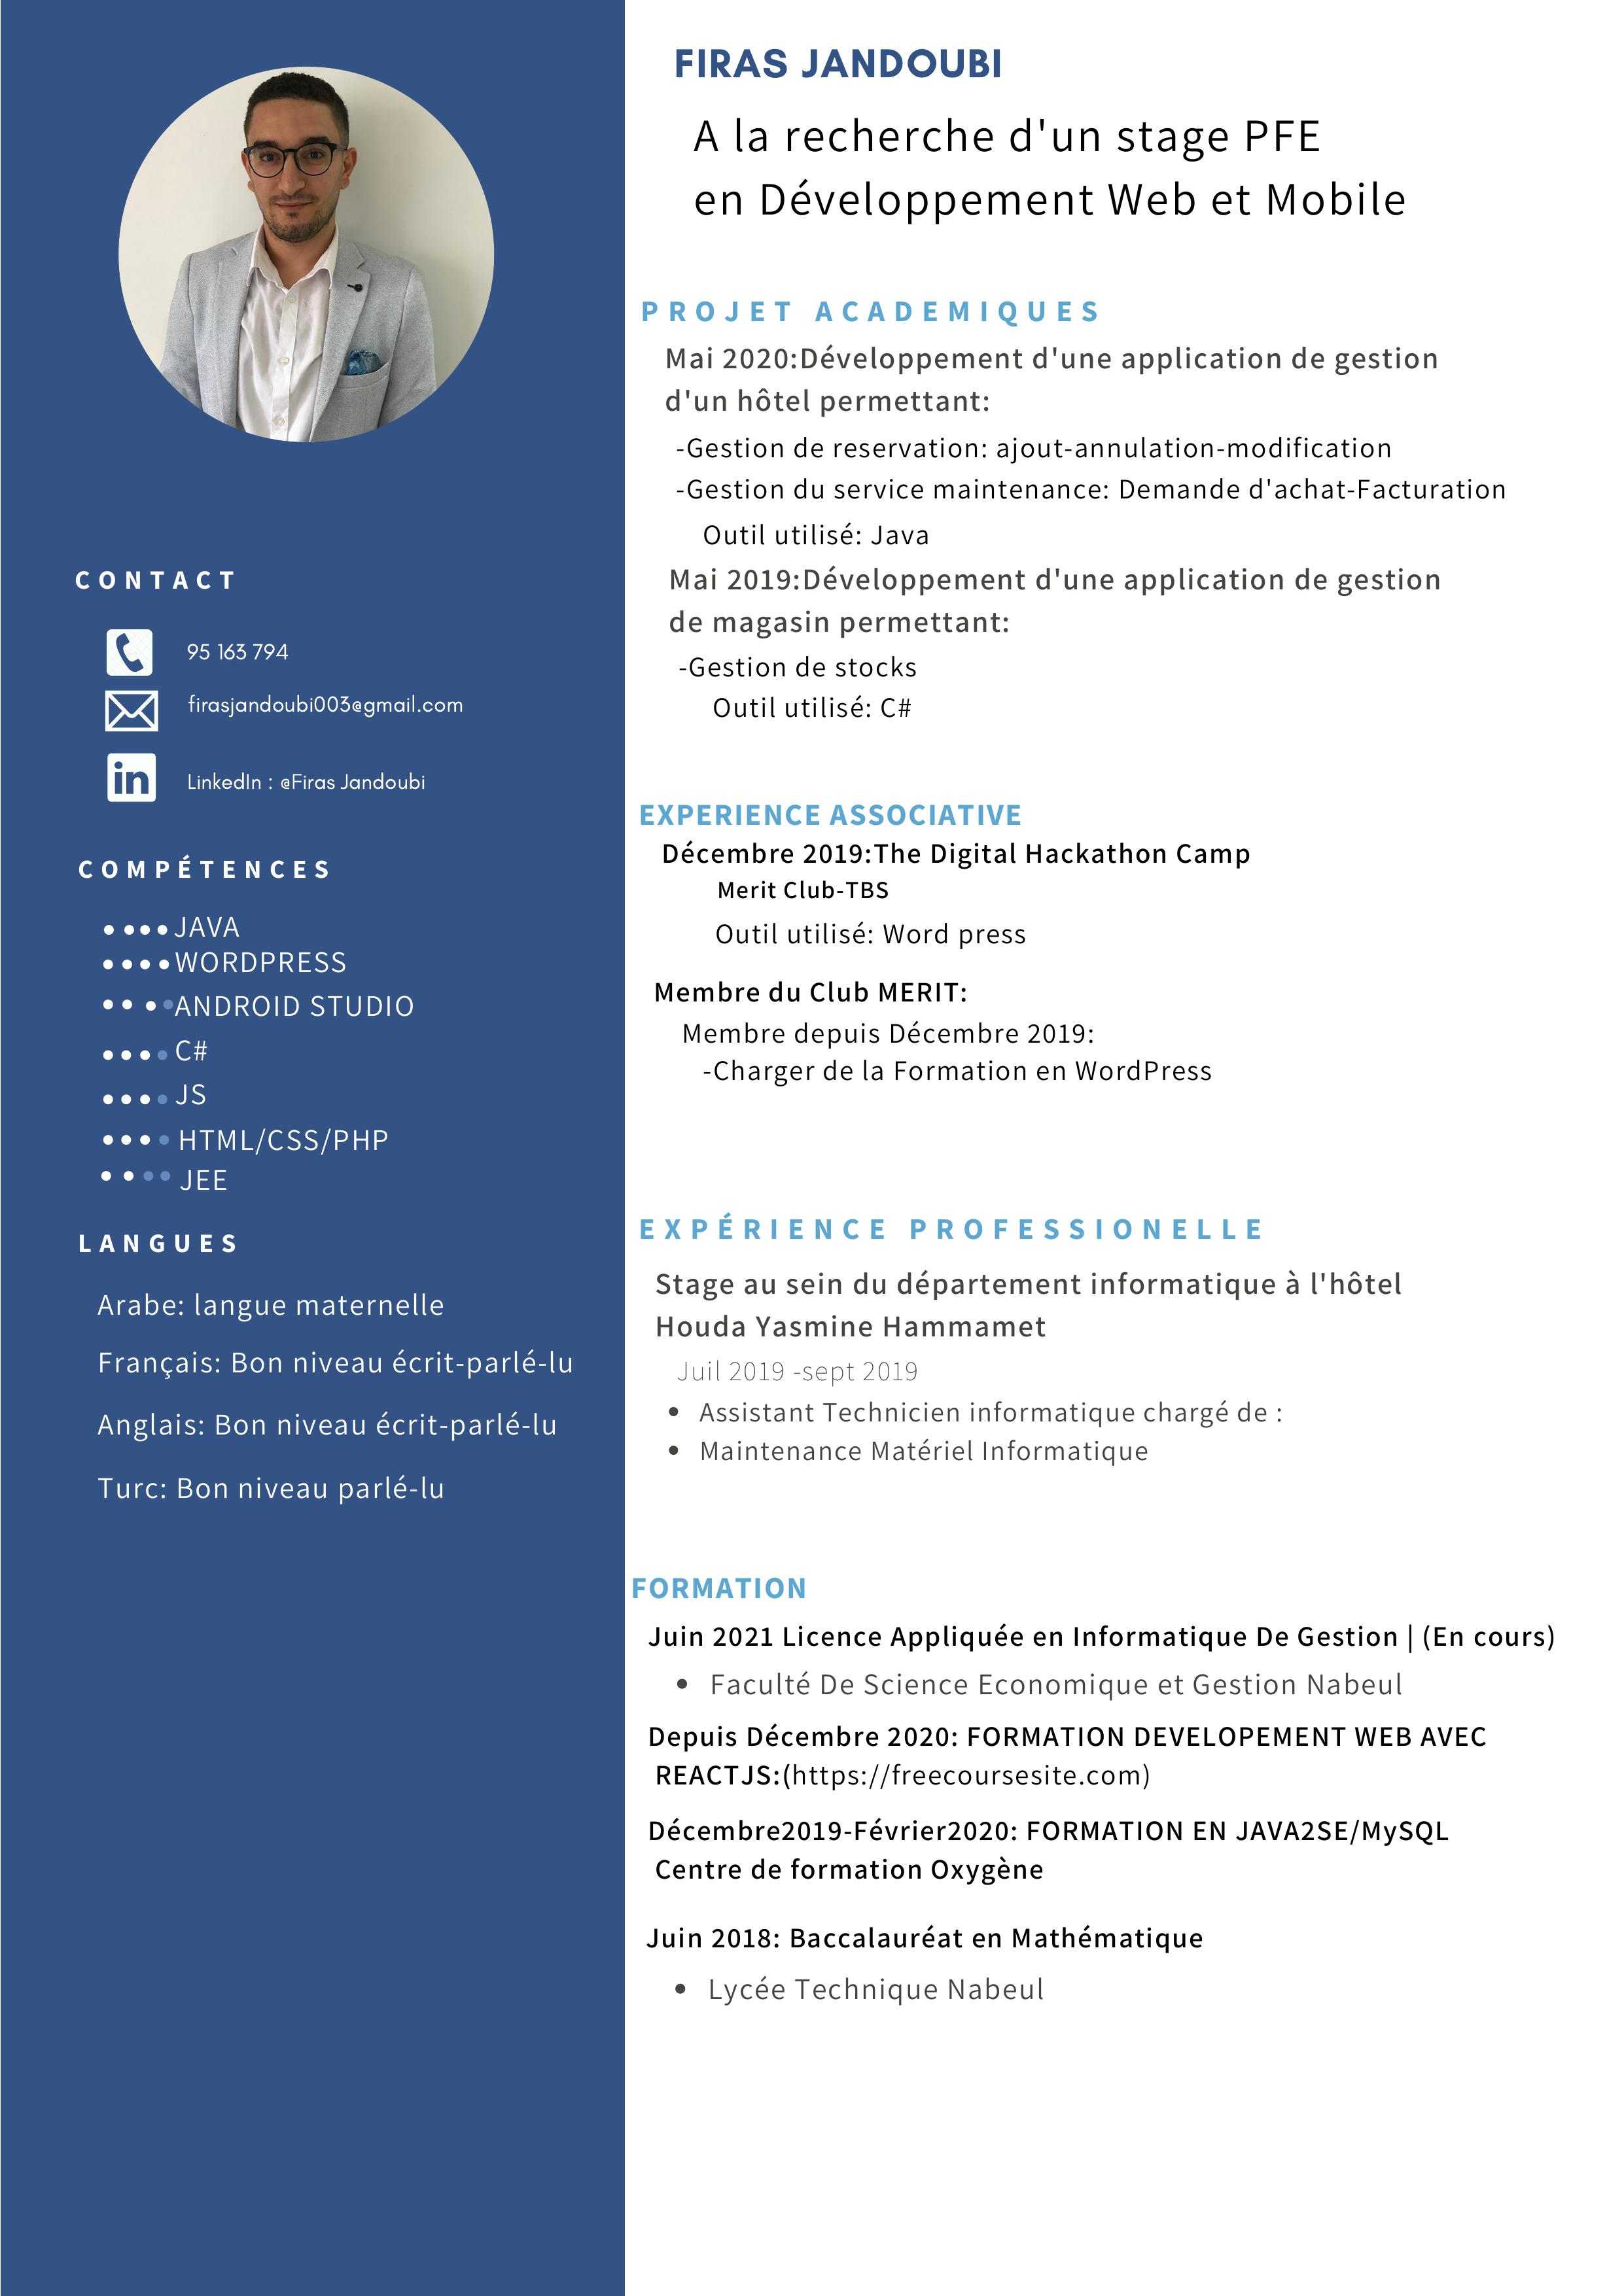 FIRAS JANDOUBI
A la recherche d'un stage PFE
en Développement Web et Mobile
CONTACT
95 163 794
firasjandoubi003@gmail.com
in
LinkedIn : @Firas Jandoubi
COMPÉTENCES
JAVA
WORDPRESS
ANDROID STUDIO
C#
JS
HTML/CSS/PHP
JEE
LANGUES
Arabe: langue maternelle
Français: Bon niveau écrit-parlé-lu
Anglais: Bon niveau écrit-parlé-lu
Turc: Bon niveau parlé-lu
PROJET ACADEMIQUES
Mai 2020:Développement d'une application de gestion
d'un hôtel permettant:
-Gestion de reservation: ajout-annulation-modification
-Gestion du service maintenance: Demande d'achat-Facturation
Outil utilisé: Java
Mai 2019:Développement d'une application de gestion
de magasin permettant:
-Gestion de stocks
Outil utilisé: C#
EXPERIENCE ASSOCIATIVE
Décembre 2019:The Digital Hackathon Camp
Merit Club-TBS
Outil utilisé: Word press
Membre du Club MERIT:
Membre depuis Décembre 2019:
-Charger de la Formation en WordPress
EXPÉRIENCE PROFESSIONELLE
Stage au sein du département informatique à l'hôtel
Houda Yasmine Hammamet
Juil 2019 -sept 2019
• Assistant Technicien informatique chargé de :
• Maintenance Matériel Informatique
FORMATION
Juin 2021 Licence Appliquée en Informatique De Gestion | (En cours)
• Faculté De Science Economique et Gestion Nabeul
Depuis Décembre 2020: FORMATION DEVELOPEMENT WEB AVEC
REACTJS:(https://freecoursesite.com)
Décembre2019-Février2020: FORMATION EN JAVA2SE/MySQL
Centre de formation Oxygène
Juin 2018: Baccalauréat en Mathématique
• Lycée Technique Nabeul